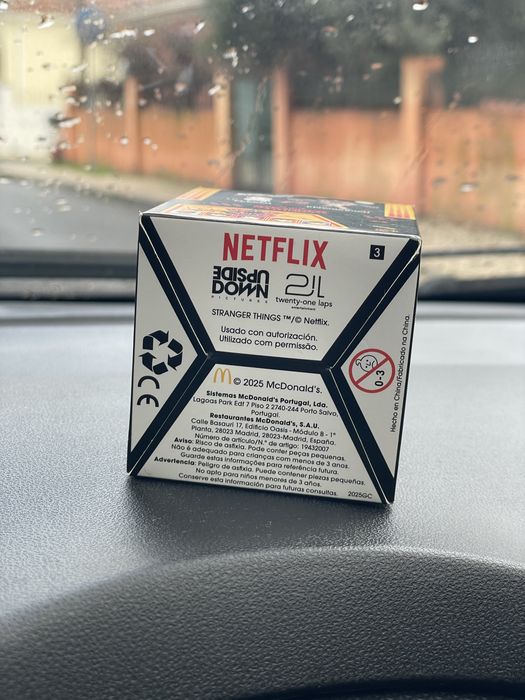 NETFLIX
3
UPSIDE
DOWN
PICTURES
21L
twenty-one laps
entertainment
STRANGER THINGS ™/© Netflix.
Usado con autorización.
Utilizado com permissão.
CE
0-3
Hecho en China/Fabricado na China.
M © 2025 McDonald's.
Sistemas McDonald's Portugal, Lda.
Lagoas Park Edf 7 Piso 2 2740-244 Porto Salvo,
Portugal.
Restaurantes McDonald's, S.A.U.
Calle Basauri 17, Edificio Oasis - Módulo B - 1ª
Planta, 28023 Madrid, 28023-Madrid, España.
Número de artículo/N.° de artigo: 19432007
Aviso: Risco de asfixia. Pode conter peças pequenas.
Não é adequado para crianças com menos de 3 anos.
Guarde estas informações para referência futura.
Advertencia: Peligro de asfixia. Puede contener piezas pequeñas.
No apto para niños menores de 3 años.
Conserve esta información para futuras consultas.
2025GC